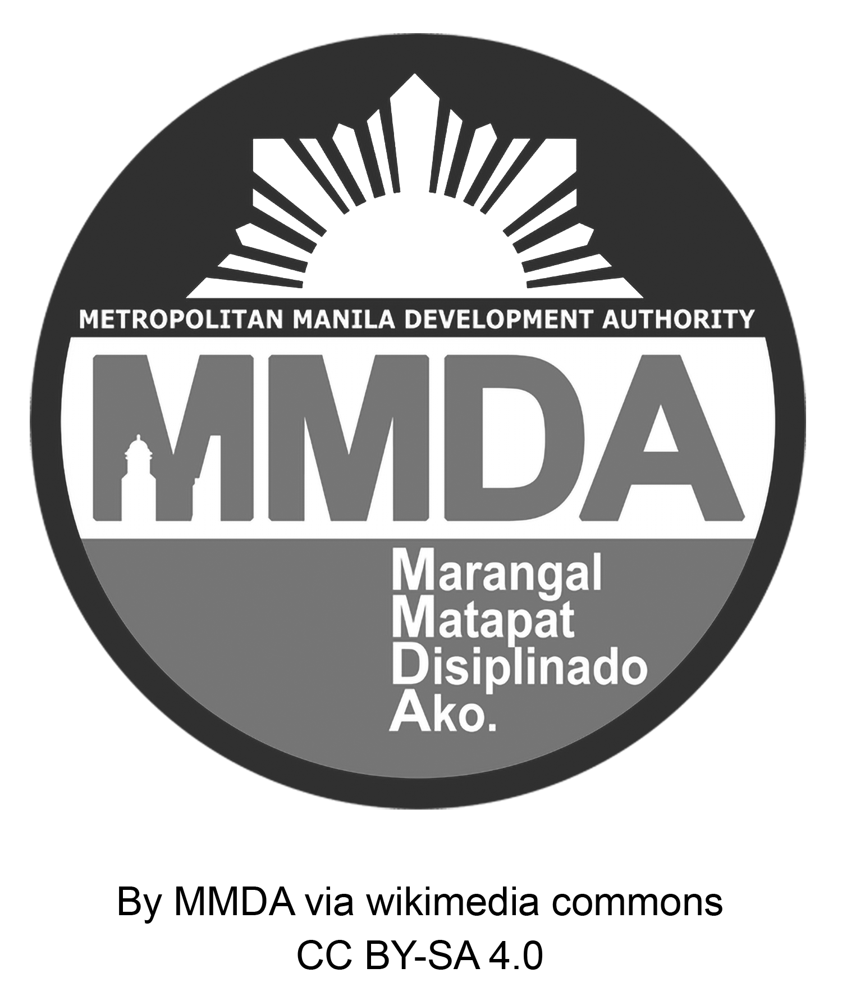 METROPOLITAN MANILA DEVELOPMENT AUTHORITY
MMDA
Marangal
Matapat
Disiplinado
Ako.
By MMDA via wikimedia commons
CC BY-SA 4.0